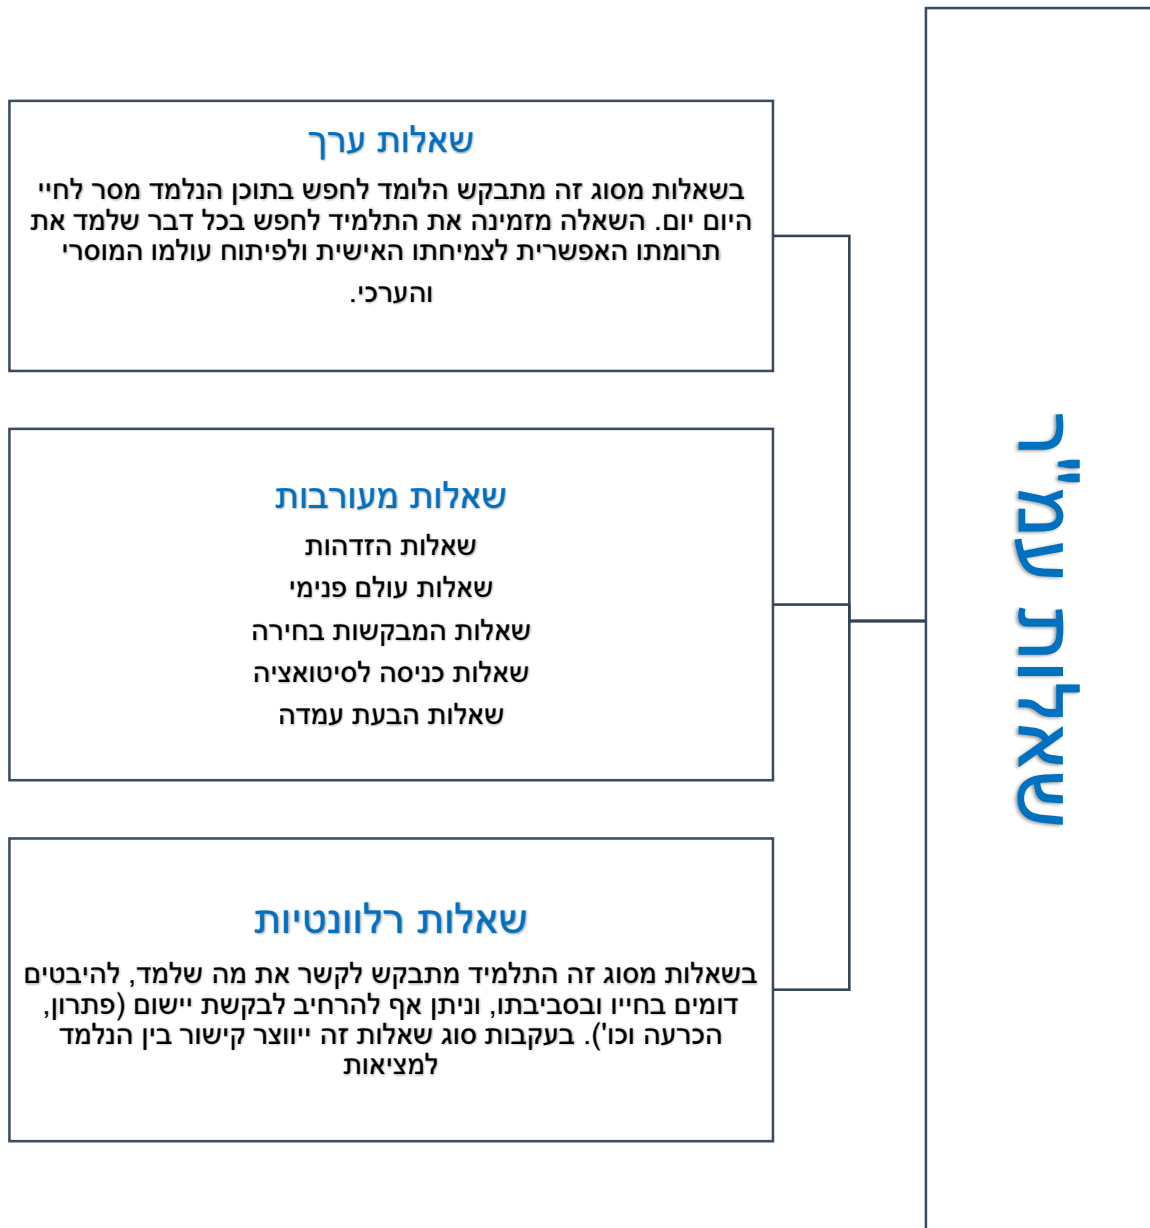 שאלות עמ"ר
שאלות ערך
בשאלות מסוג זה מתבקש הלומד לחפש בתוכן הנלמד מסר לחיי
היום יום. השאלה מזמינה את התלמיד לחפש בכל דבר שלמד את
תרומתו האפשרית לצמיחתו האישית ולפיתוח עולמו המוסרי
והערכי.
שאלות מעורבות
שאלות הזדהות
שאלות עולם פנימי
שאלות המבקשות בחירה
שאלות כניסה לסיטואציה
שאלות הבעת עמדה
שאלות רלוונטיות
בשאלות מסוג זה התלמיד מתבקש לקשר את מה שלמד, להיבטים
דומים בחייו ובסביבתו, וניתן אף להרחיב לבקשת יישום (פתרון,
הכרעה וכו'). בעקבות סוג שאלות זה ייווצר קישור בין הנלמד
למציאות